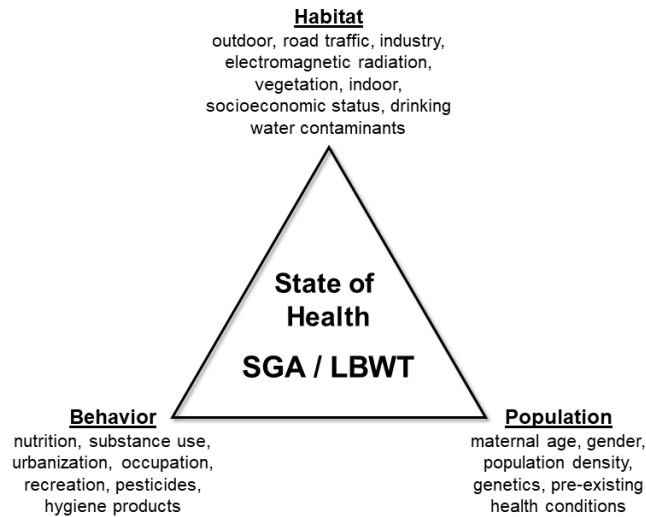 Habitat
outdoor, road traffic, industry,
electromagnetic radiation,
vegetation, indoor,
socioeconomic status, drinking
water contaminants
State of
Health
SGA / LBWT
Behavior
nutrition, substance use,
urbanization, occupation,
recreation, pesticides,
hygiene products
Population
maternal age, gender,
population density,
genetics, pre-existing
health conditions